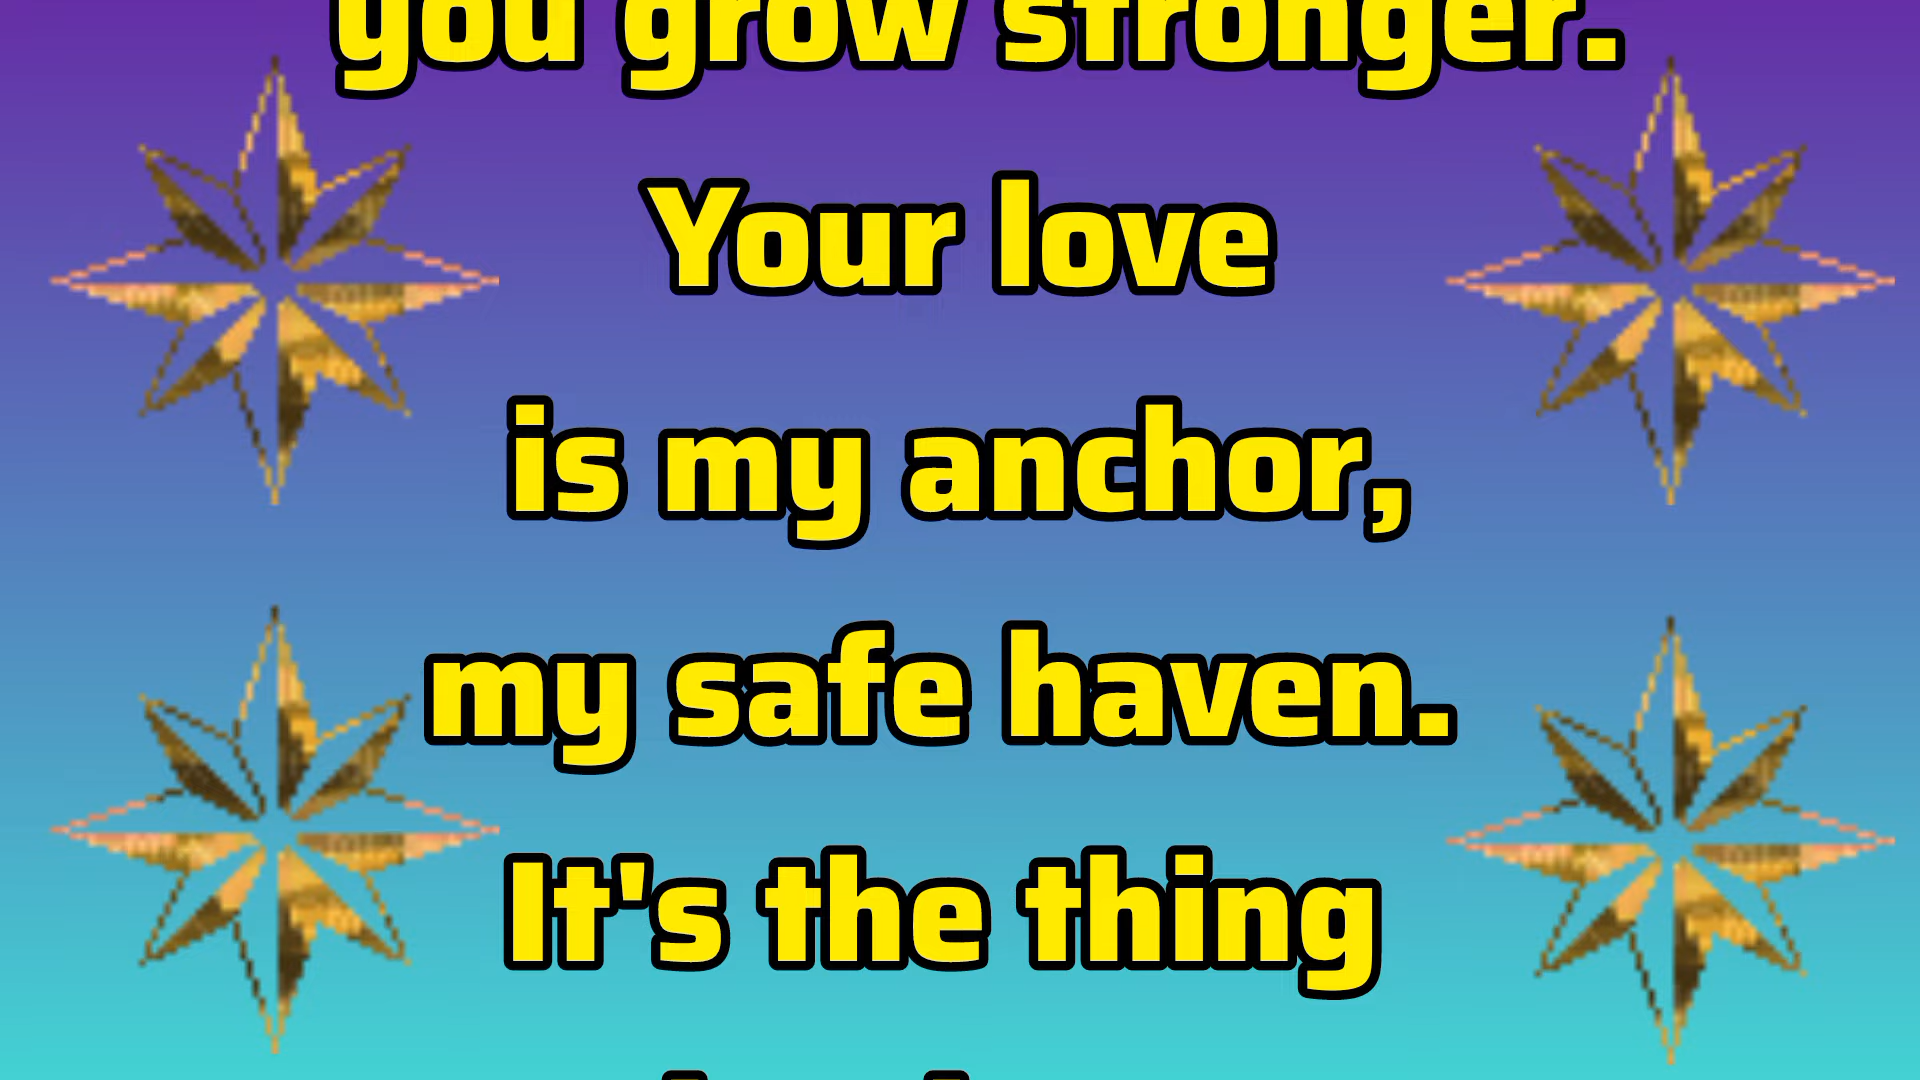 you grow stronger.
Your love
is my anchor,
my safe haven.
It's the thing